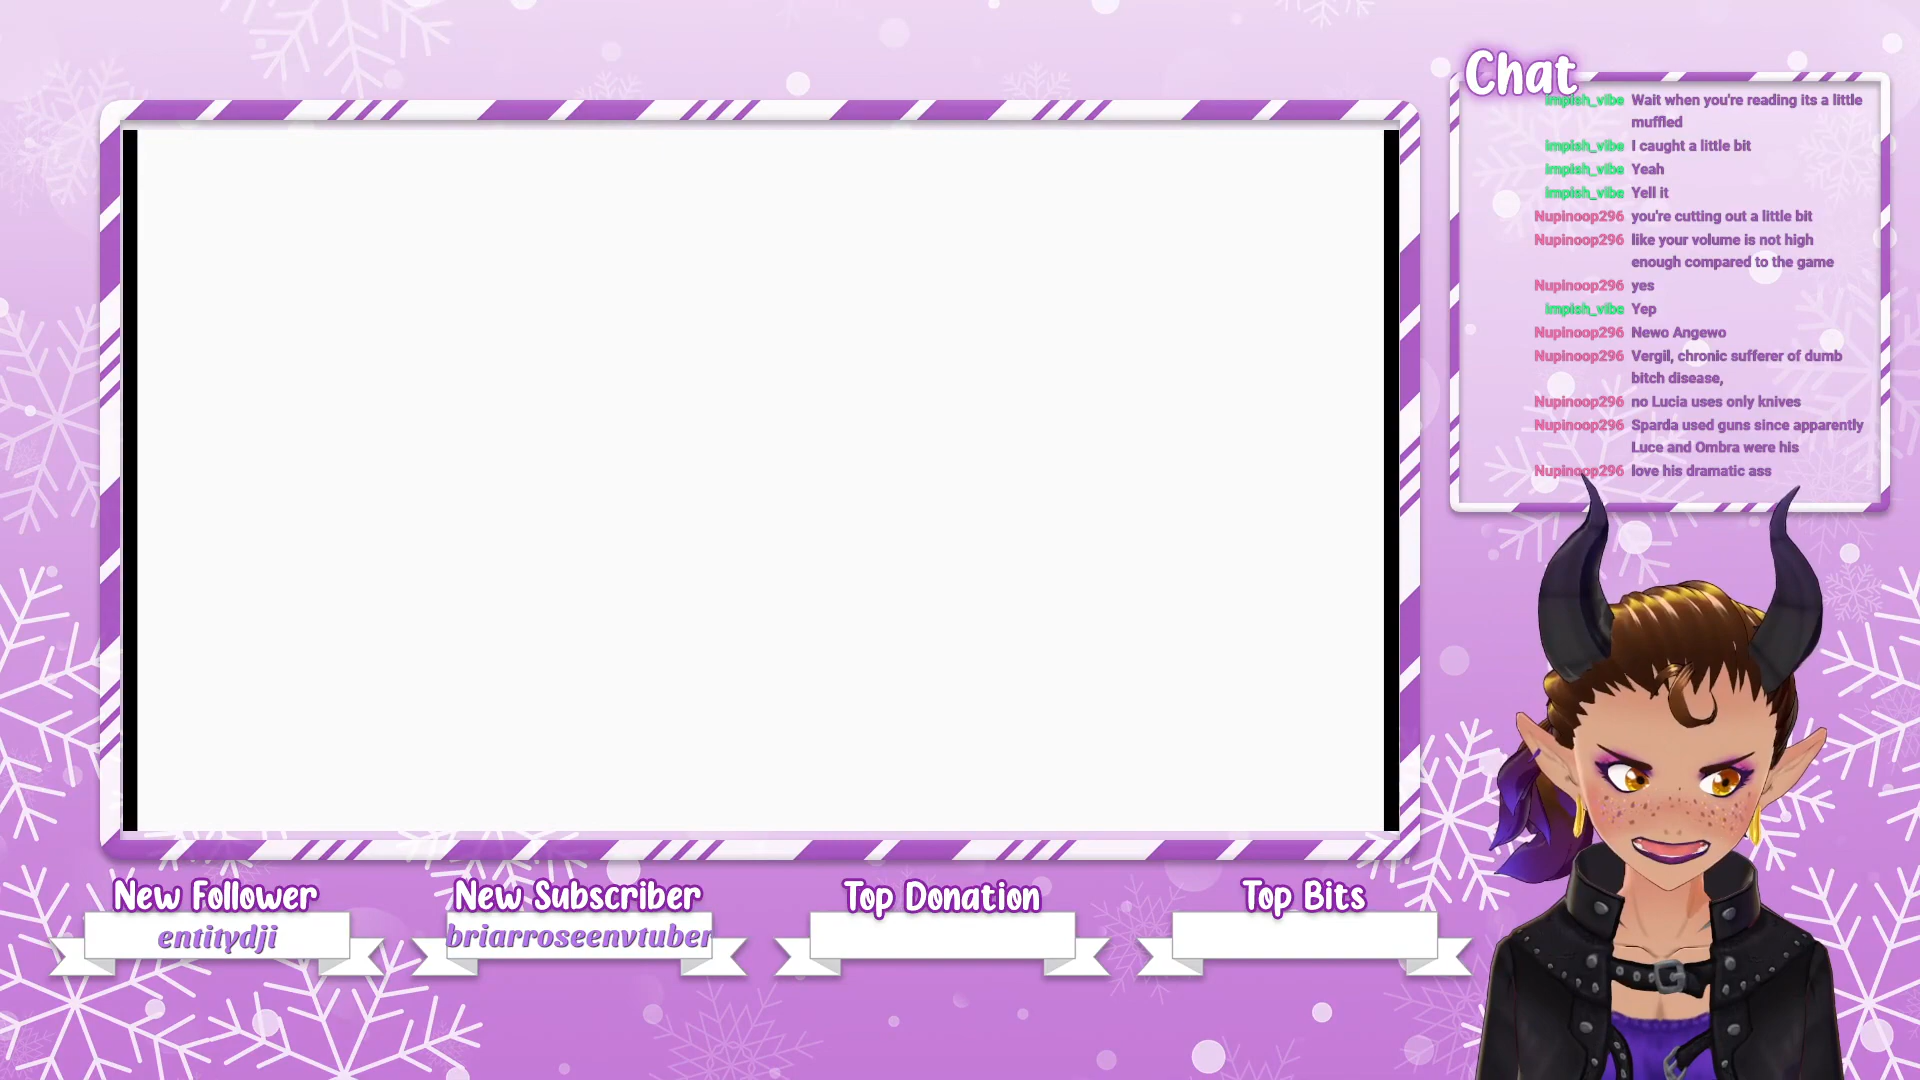 Chat
impish_vibe Wait when you're reading its a little
muffled
impish_vibe I caught a little bit
impish_vibe Yeah
impish_vibe Yell it
Nupinoop296 you're cutting out a little bit
Nupinoop296 like your volume is not high
enough compared to the game
Nupinoop296 yes
impish_vibe Yep
Nupinoop296 Newo Angewo
Nupinoop296 Vergil, chronic sufferer of dumb
bitch disease,
Nupinoop296 no Lucia uses only knives
Nupinoop296 Sparda used guns since apparently
Luce and Ombra were his
Nupinoop296 love his dramatic ass
New Follower
entitydji
New Subscriber
briarroseenvtuber
Top Donation
Top Bits